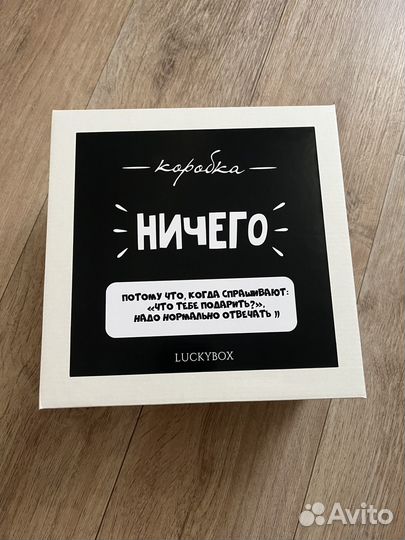 коробка
НИЧЕГО
ПОТОМУ ЧТО, КОГДА СПРАШИВАЮТ:
«ЧТО ТЕБЕ ПОДАРИТЬ?»,
НАДО НОРМАЛЬНО ОТВЕЧАТЬ ))
LUCKYBOX
Avito